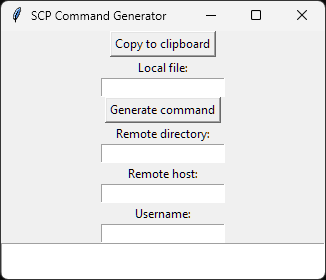 SCP Command Generator
Copy to clipboard
Local file:
Generate command
Remote directory:
Remote host:
Username: